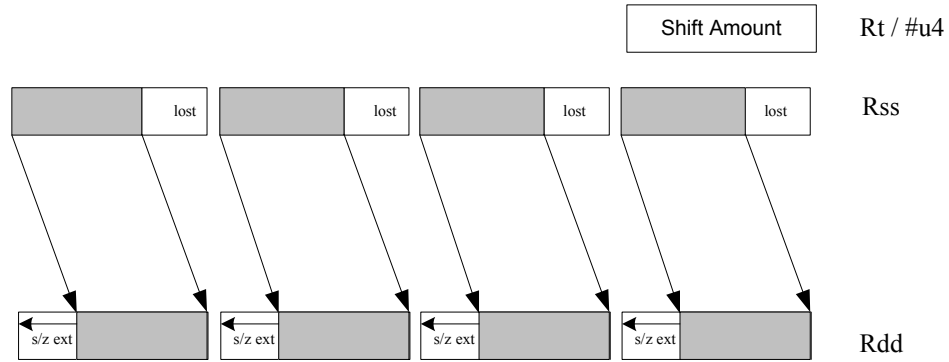 Shift Amount Rt / #u4
lost lost lost lost Rss
s/z ext s/z ext s/z ext s/z ext Rdd